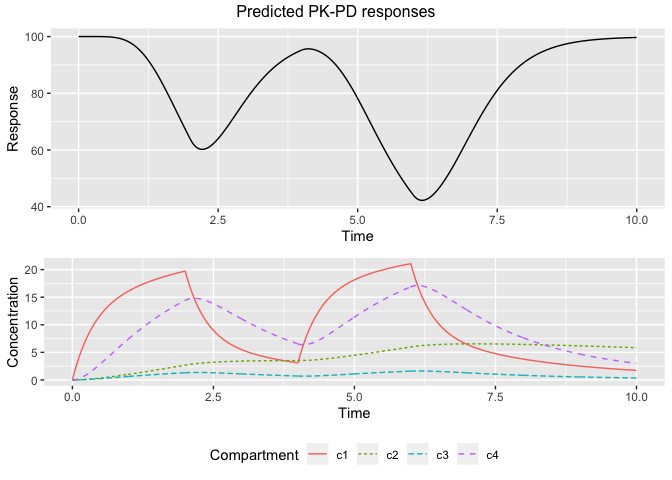 Predicted PK-PD responses
100
80
60
40
Response
0.0 2.5 5.0 7.5 10.0
Time
20
15
10
5
0
Concentration
0.0 2.5 5.0 7.5 10.0
Time
Compartment c1 c2 c3 c4